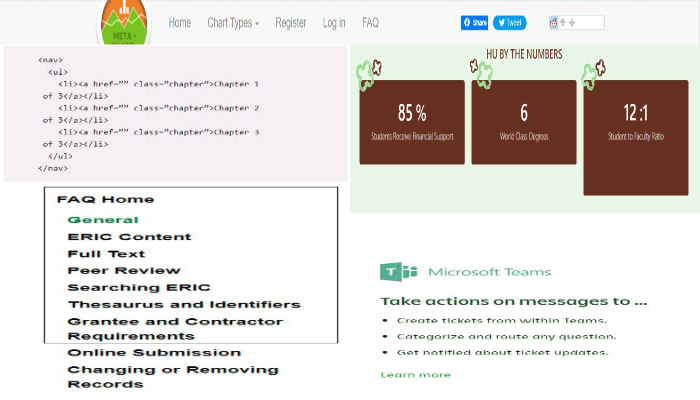 META - CHART
Home Chart Types Register Log in FAQ
Share Tweet
<nav>
<ul>
<li><a href="" class="chapter">Chapter 1
of 3</a></li>
<li><a href="" class="chapter">Chapter 2
of 3</a></li>
<li><a href="" class="chapter">Chapter 3
of 3</a></li>
</ul>
</nav>
HU BY THE NUMBERS
85 %
Students Receive Financial Support
6
World Class Degrees
12 :1
Student to Faculty Ratio
FAQ Home
General
ERIC Content
Full Text
Peer Review
Searching ERIC
Thesaurus and Identifiers
Grantee and Contractor
Requirements
Online Submission
Changing or Removing
Records
T Microsoft Teams
Take actions on messages to ...
• Create tickets from within Teams.
• Categorize and route any question.
• Get notified about ticket updates.
Learn more